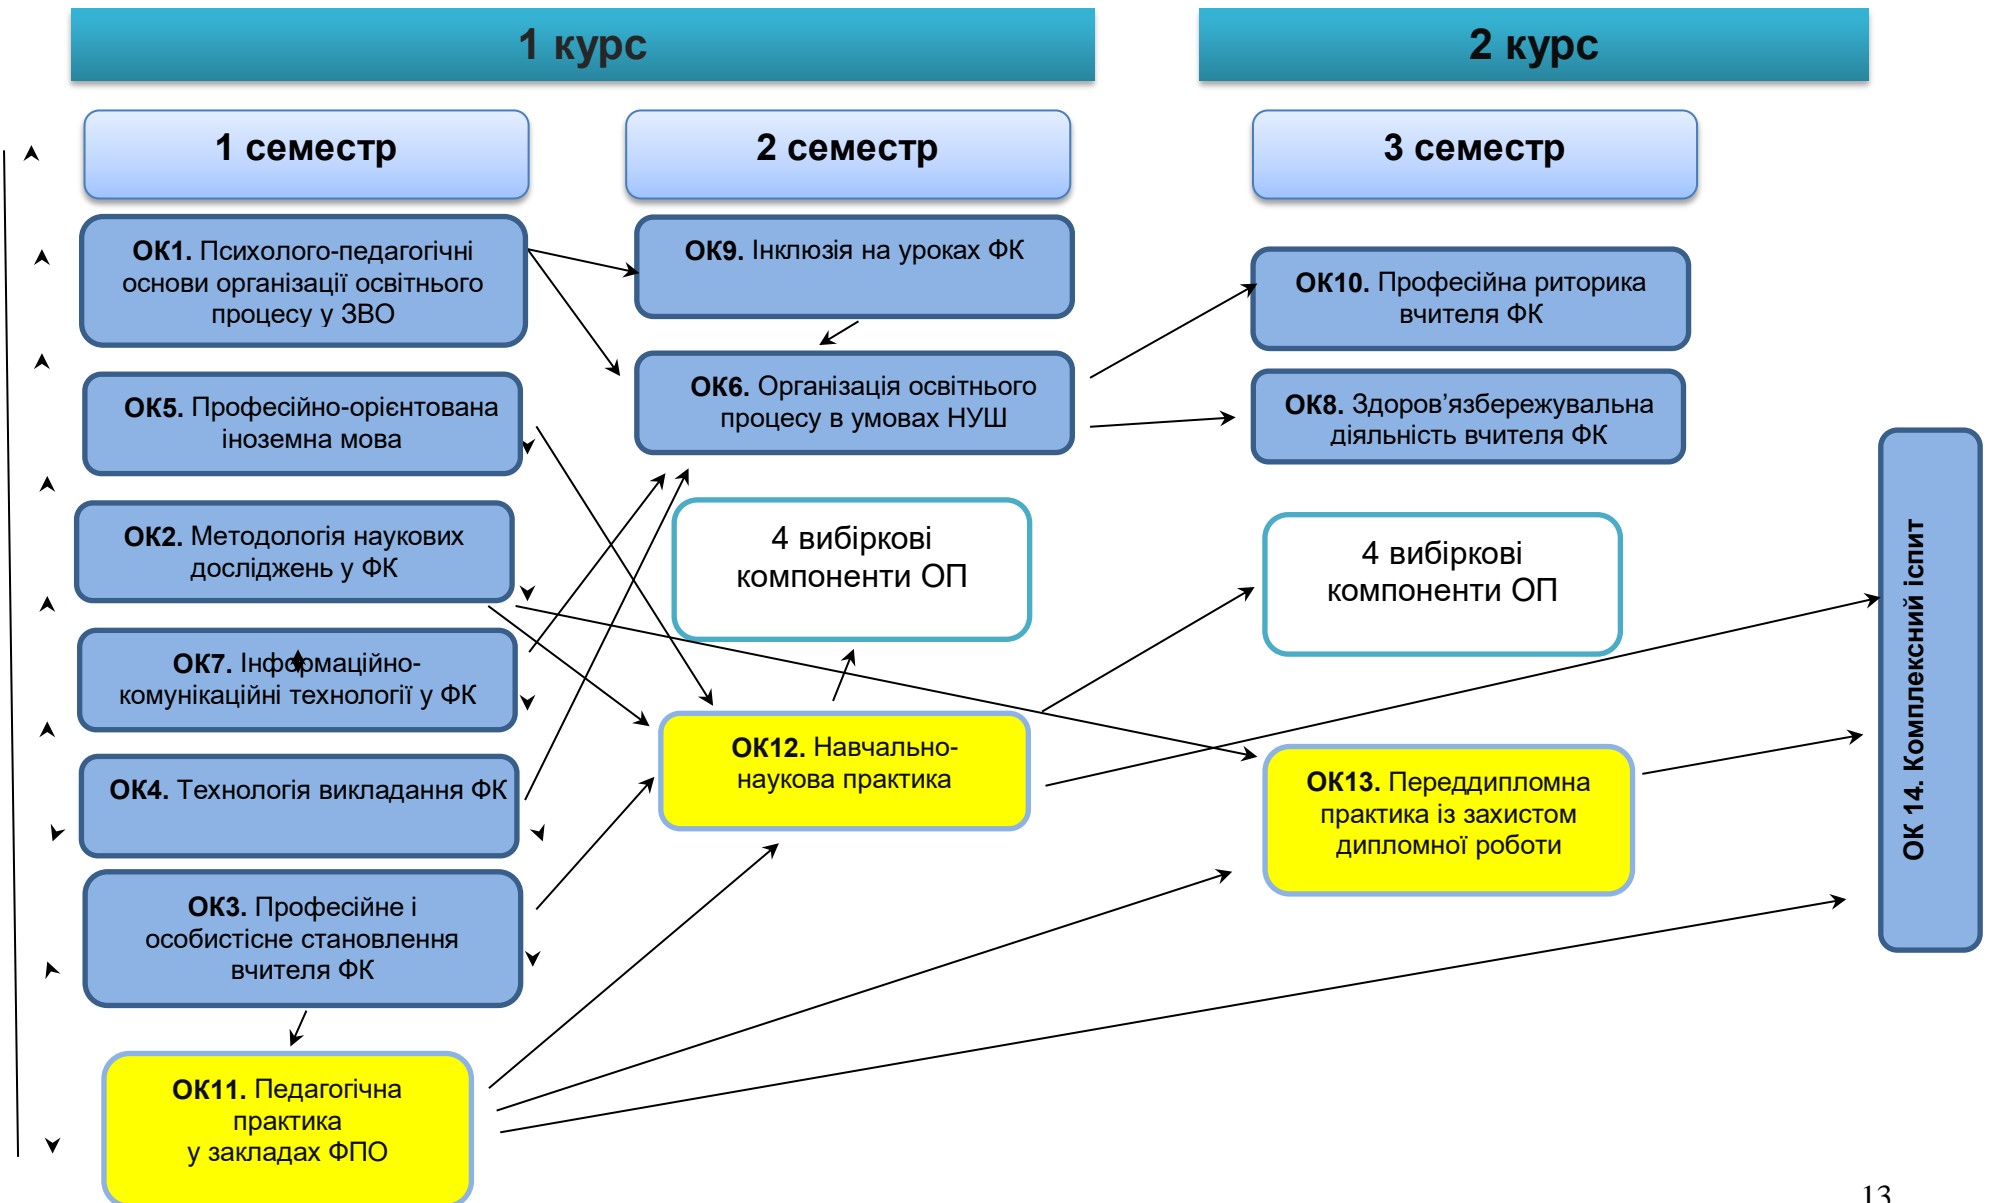 1 курс
2 курс
1 семестр
2 семестр
3 семестр
ОК1. Психолого-педагогічні
основи організації освітнього
процесу у ЗВО
ОК5. Професійно-орієнтована
іноземна мова
ОК2. Методологія наукових
досліджень у ФК
ОК7. Інформаційно-
комунікаційні технології у ФК
ОК4. Технологія викладання ФК
ОК3. Професійне і
особистісне становлення
вчителя ФК
ОК11. Педагогічна
практика
у закладах ФПО
ОК9. Інклюзія на уроках ФК
ОК6. Організація освітнього
процесу в умовах НУШ
4 вибіркові
компоненти ОП
ОК12. Навчально-
наукова практика
ОК10. Професійна риторика
вчителя ФК
ОК8. Здоров’язбережувальна
діяльність вчителя ФК
4 вибіркові
компоненти ОП
ОК13. Переддипломна
практика із захистом
дипломної роботи
ОК 14. Комплексний іспит
13